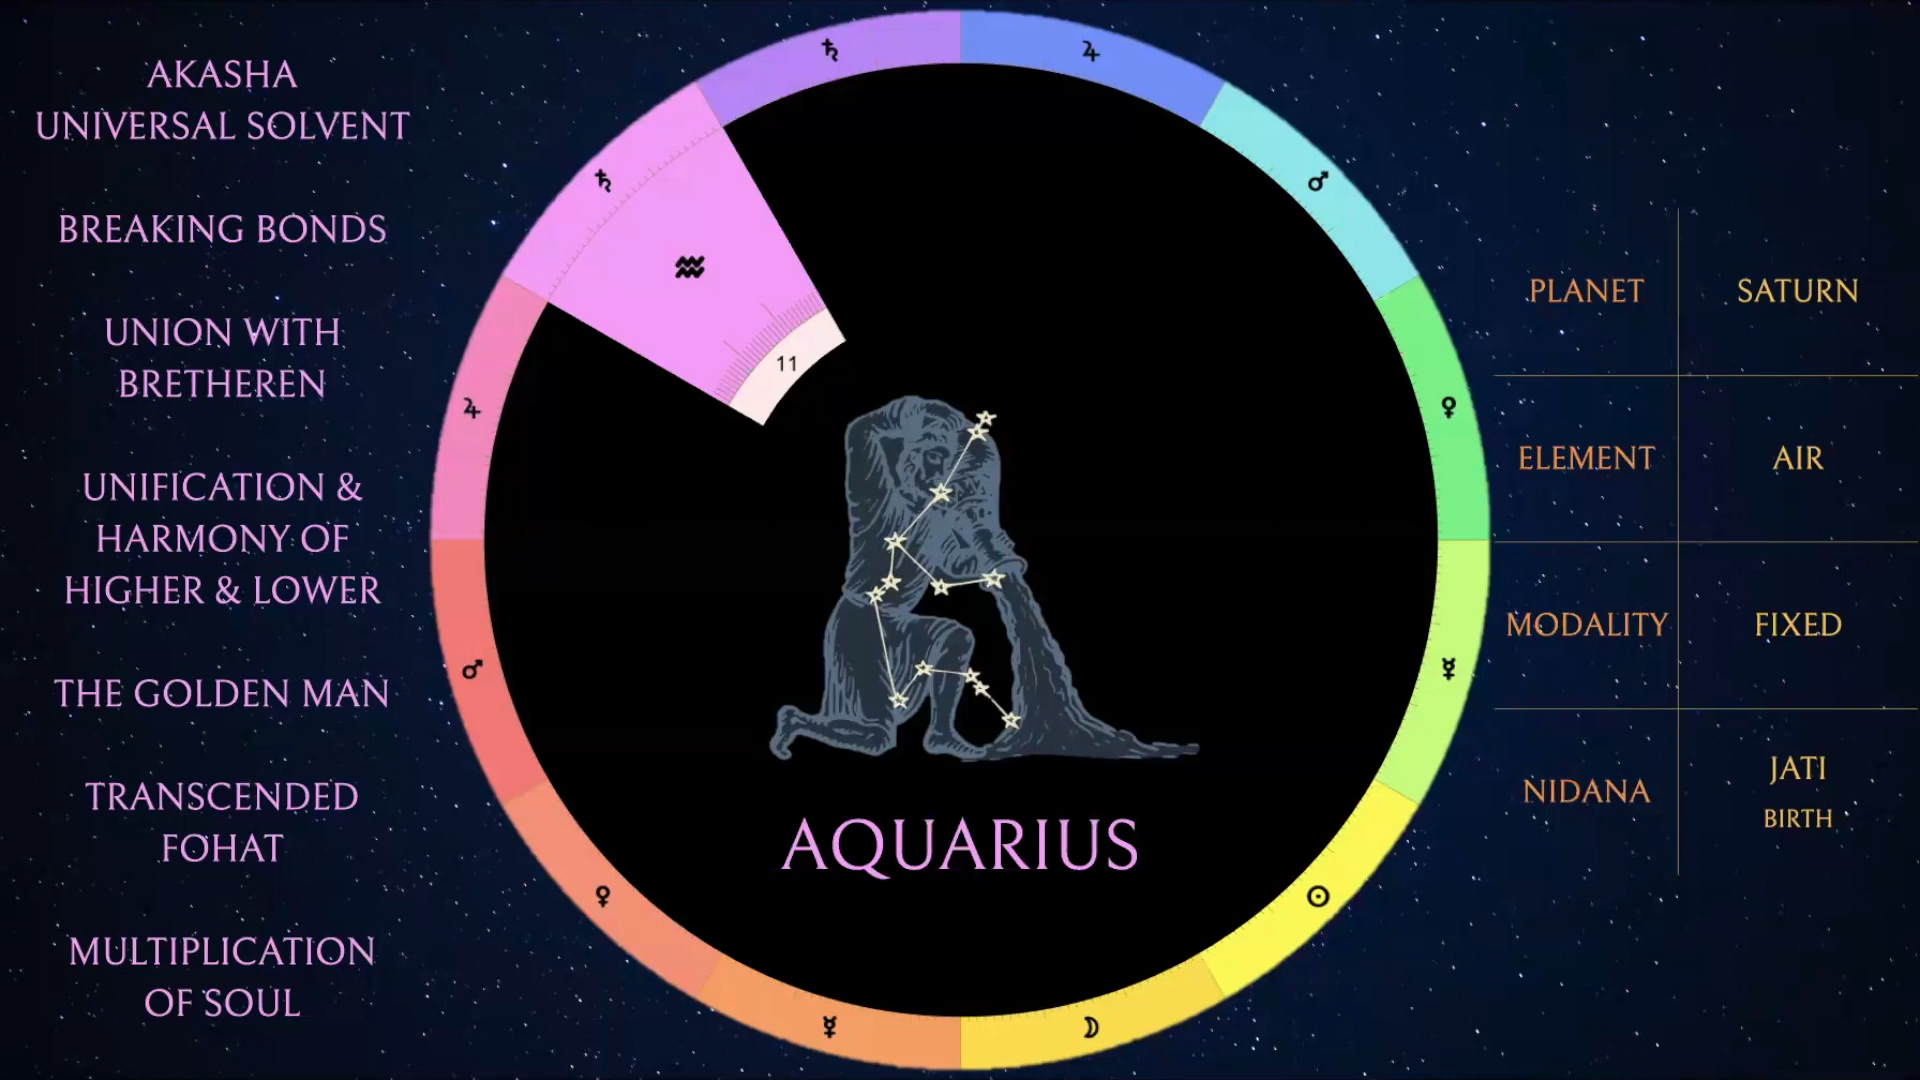 AKASHA
UNIVERSAL SOLVENT
BREAKING BONDS
UNION WITH
BRETHEREN
UNIFICATION &
HARMONY OF
HIGHER & LOWER
THE GOLDEN MAN
TRANSCENDED
FOHAT
MULTIPLICATION
OF SOUL
♄
♃
♄
♂
♒
11
♃
♀
♂
☿
♀
☉
☿
☽
AQUARIUS
PLANET SATURN
ELEMENT AIR
MODALITY FIXED
NIDANA JATI
BIRTH